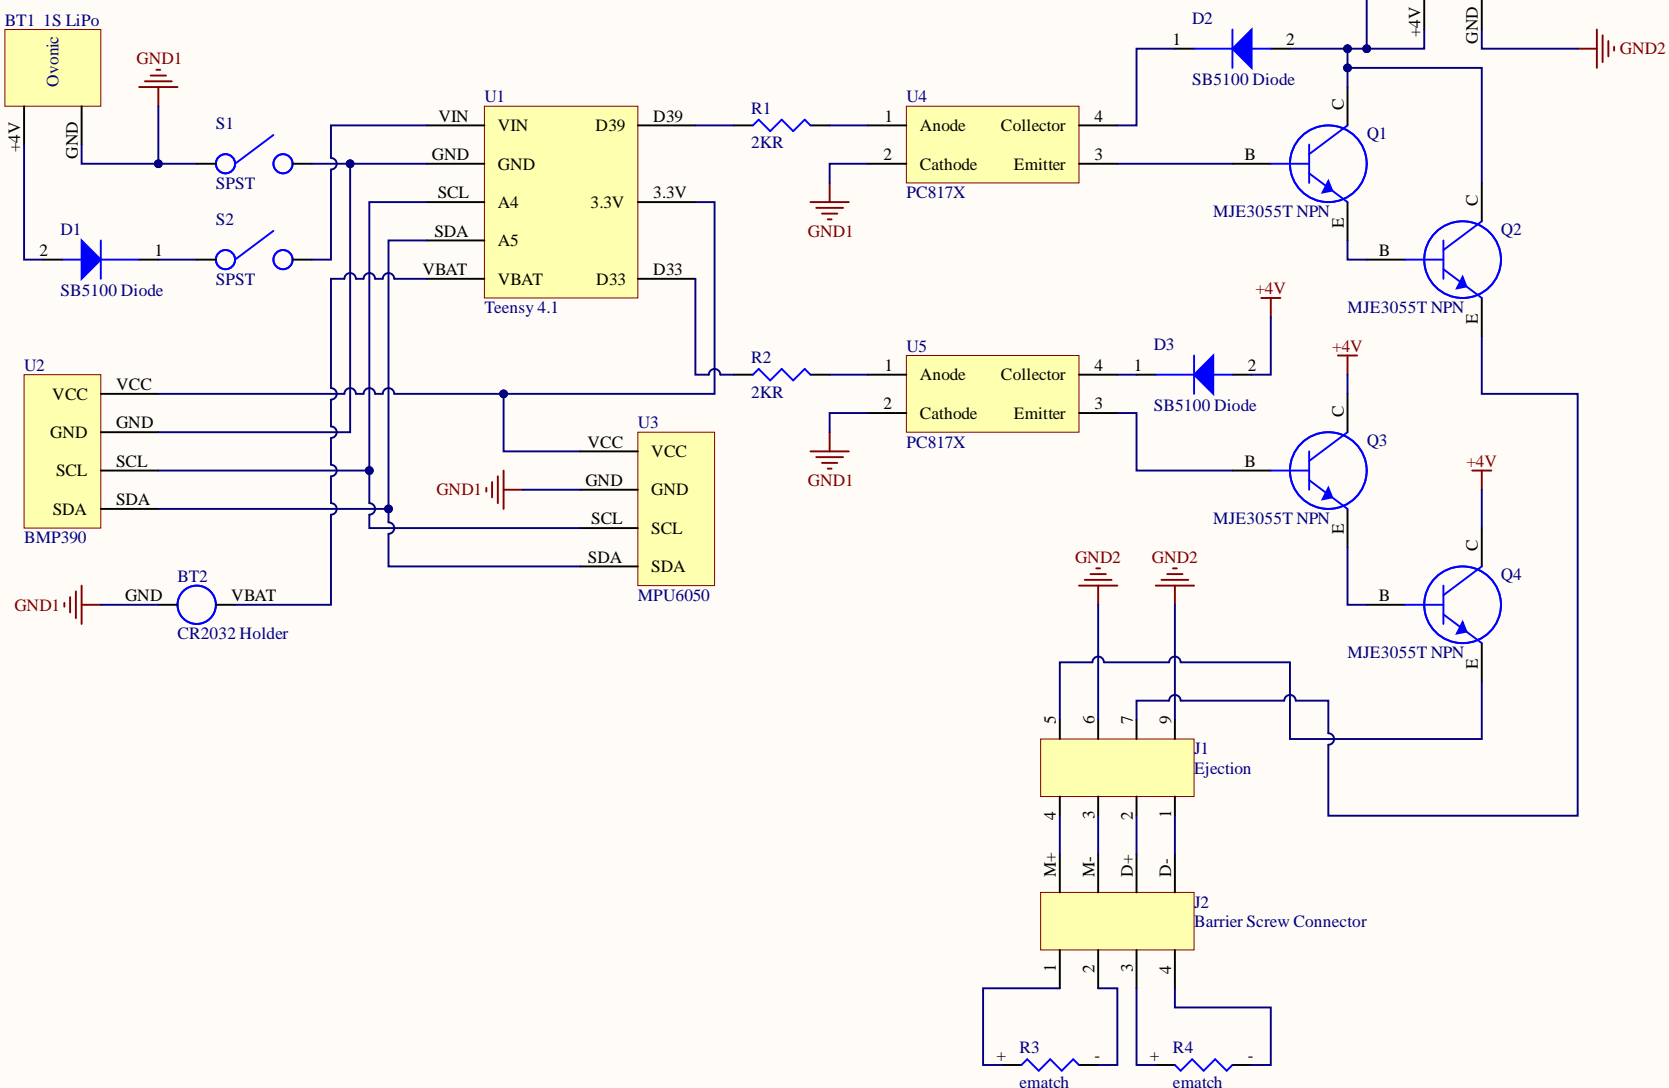 BT1 1S LiPo
Ovonic
+4V
GND
GND1
S1
SPST
S2
SPST
D1
2
1
SB5100 Diode
U1
VIN
GND
SCL
SDA
VBAT
VIN
GND
A4
A5
VBAT
D39
3.3V
D33
D39
3.3V
D33
Teensy 4.1
R1
2KR
U4
1
2
Anode
Cathode
Collector
Emitter
4
3
PC817X
GND1
D2
1
2
SB5100 Diode
+4V
GND
GND2
C
Q1
B
MJE3055T NPN
E
C
Q2
B
MJE3055T NPN
E
U2
VCC
GND
SCL
SDA
VCC
GND
SCL
SDA
BMP390
U3
VCC
GND
SCL
SDA
VCC
GND
SCL
SDA
GND1
MPU6050
GND1
GND
BT2
VBAT
CR2032 Holder
R2
2KR
U5
1
2
Anode
Cathode
Collector
Emitter
4
3
PC817X
GND1
D3
1
2
SB5100 Diode
+4V
+4V
C
Q3
B
MJE3055T NPN
E
+4V
C
Q4
B
MJE3055T NPN
E
GND2
GND2
5
6
7
9
J1
Ejection
4
3
2
1
M+
M-
D+
D-
J2
Barrier Screw Connector
1
2
3
4
+
R3
-
ematch
+
R4
-
ematch